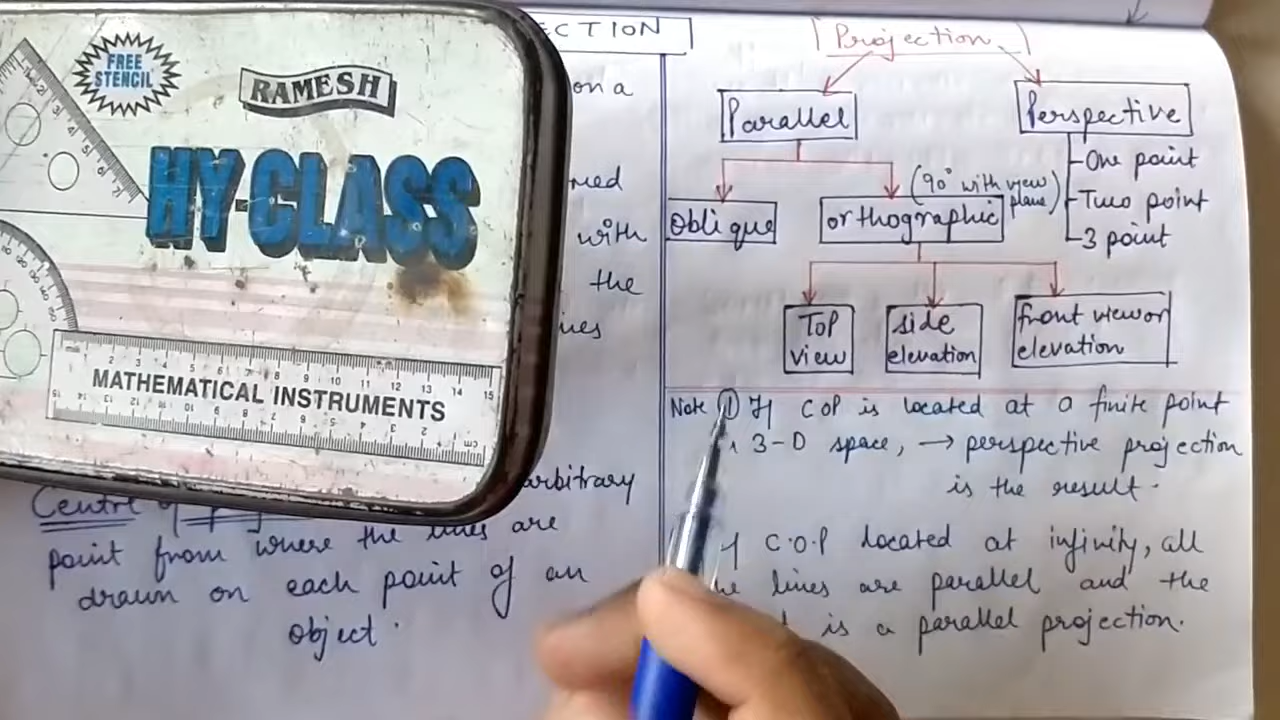 FREE
STENCIL
RAMESH
HY-CLASS
MATHEMATICAL INSTRUMENTS
on a
with
the
arbitrary
Centre of
point from where the lines are
drawn on each point of an
object.
Projection
Parallel
Perspective
One point
Two point
3 point
Oblique
orthographic
(90° with view plane)
Top
view
side
elevation
front view or
elevation
Note ① If COP is located at a finite point
3-D space, → perspective projection
is the result.
C.O.P located at infinity, all
lines are parallel and the
is a parallel projection.